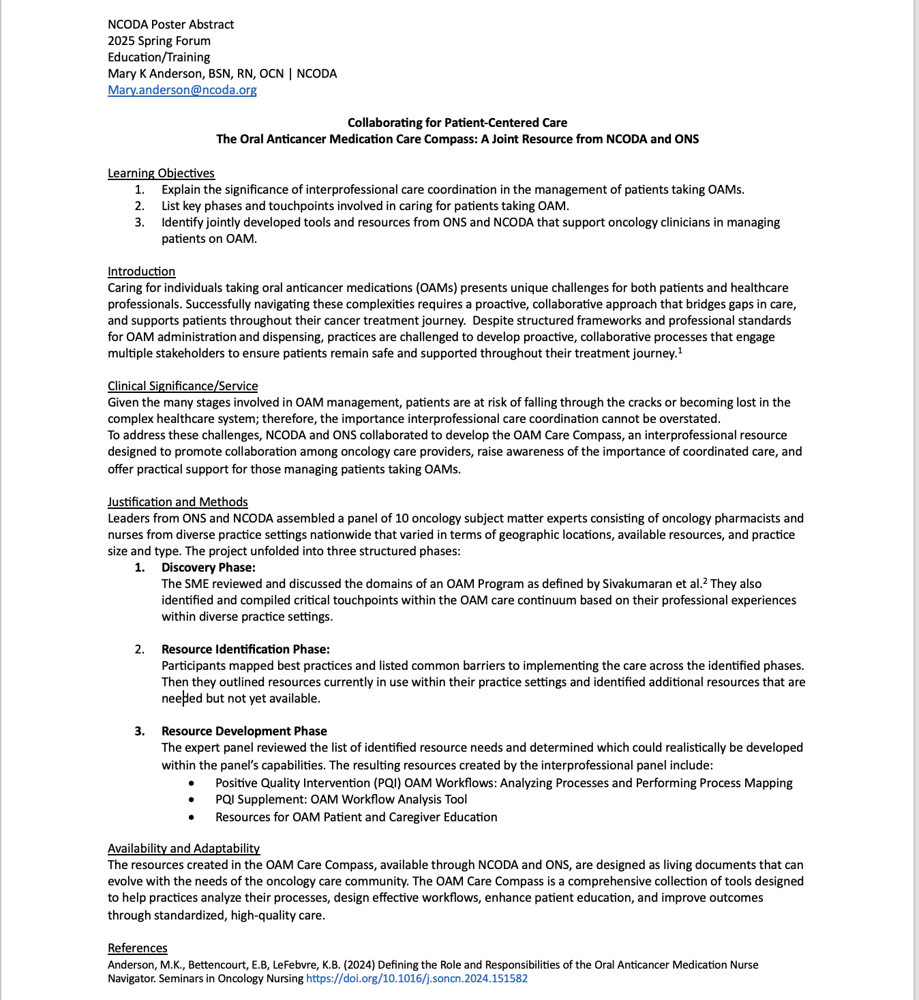 NCODA Poster Abstract
2025 Spring Forum
Education/Training
Mary K Anderson, BSN, RN, OCN | NCODA
Mary.anderson@ncoda.org
Collaborating for Patient-Centered Care
The Oral Anticancer Medication Care Compass: A Joint Resource from NCODA and ONS
Learning Objectives
1. Explain the significance of interprofessional care coordination in the management of patients taking OAMs.
2. List key phases and touchpoints involved in caring for patients taking OAM.
3. Identify jointly developed tools and resources from ONS and NCODA that support oncology clinicians in managing
patients on OAM.
Introduction
Caring for individuals taking oral anticancer medications (OAMs) presents unique challenges for both patients and healthcare
professionals. Successfully navigating these complexities requires a proactive, collaborative approach that bridges gaps in care,
and supports patients throughout their cancer treatment journey.  Despite structured frameworks and professional standards
for OAM administration and dispensing, practices are challenged to develop proactive, collaborative processes that engage
multiple stakeholders to ensure patients remain safe and supported throughout their treatment journey.¹
Clinical Significance/Service
Given the many stages involved in OAM management, patients are at risk of falling through the cracks or becoming lost in the
complex healthcare system; therefore, the importance interprofessional care coordination cannot be overstated.
To address these challenges, NCODA and ONS collaborated to develop the OAM Care Compass, an interprofessional resource
designed to promote collaboration among oncology care providers, raise awareness of the importance of coordinated care, and
offer practical support for those managing patients taking OAMs.
Justification and Methods
Leaders from ONS and NCODA assembled a panel of 10 oncology subject matter experts consisting of oncology pharmacists and
nurses from diverse practice settings nationwide that varied in terms of geographic locations, available resources, and practice
size and type. The project unfolded into three structured phases:
1. Discovery Phase:
The SME reviewed and discussed the domains of an OAM Program as defined by Sivakumaran et al.² They also
identified and compiled critical touchpoints within the OAM care continuum based on their professional experiences
within diverse practice settings.
2. Resource Identification Phase:
Participants mapped best practices and listed common barriers to implementing the care across the identified phases.
Then they outlined resources currently in use within their practice settings and identified additional resources that are
needed but not yet available.
3. Resource Development Phase
The expert panel reviewed the list of identified resource needs and determined which could realistically be developed
within the panel's capabilities. The resulting resources created by the interprofessional panel include:
• Positive Quality Intervention (PQI) OAM Workflows: Analyzing Processes and Performing Process Mapping
• PQI Supplement: OAM Workflow Analysis Tool
• Resources for OAM Patient and Caregiver Education
Availability and Adaptability
The resources created in the OAM Care Compass, available through NCODA and ONS, are designed as living documents that can
evolve with the needs of the oncology care community. The OAM Care Compass is a comprehensive collection of tools designed
to help practices analyze their processes, design effective workflows, enhance patient education, and improve outcomes
through standardized, high-quality care.
References
Anderson, M.K., Bettencourt, E.B, LeFebvre, K.B. (2024) Defining the Role and Responsibilities of the Oral Anticancer Medication Nurse
Navigator. Seminars in Oncology Nursing https://doi.org/10.1016/j.soncn.2024.151582